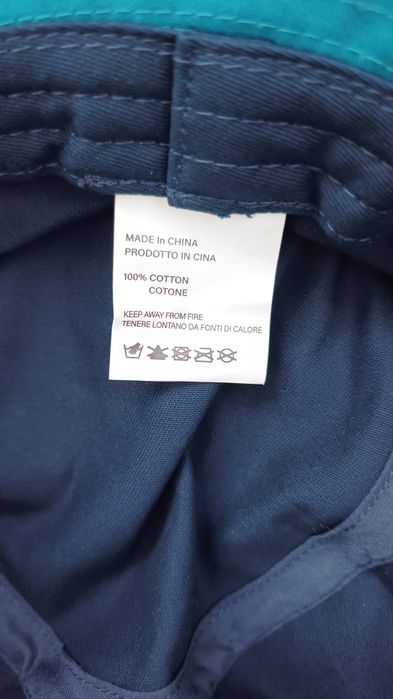 MADE In CHINA
PRODOTTO IN CINA
100% COTTON
COTONE
KEEP AWAY FROM FIRE
TENERE LONTANO DA FONTI DI CALORE